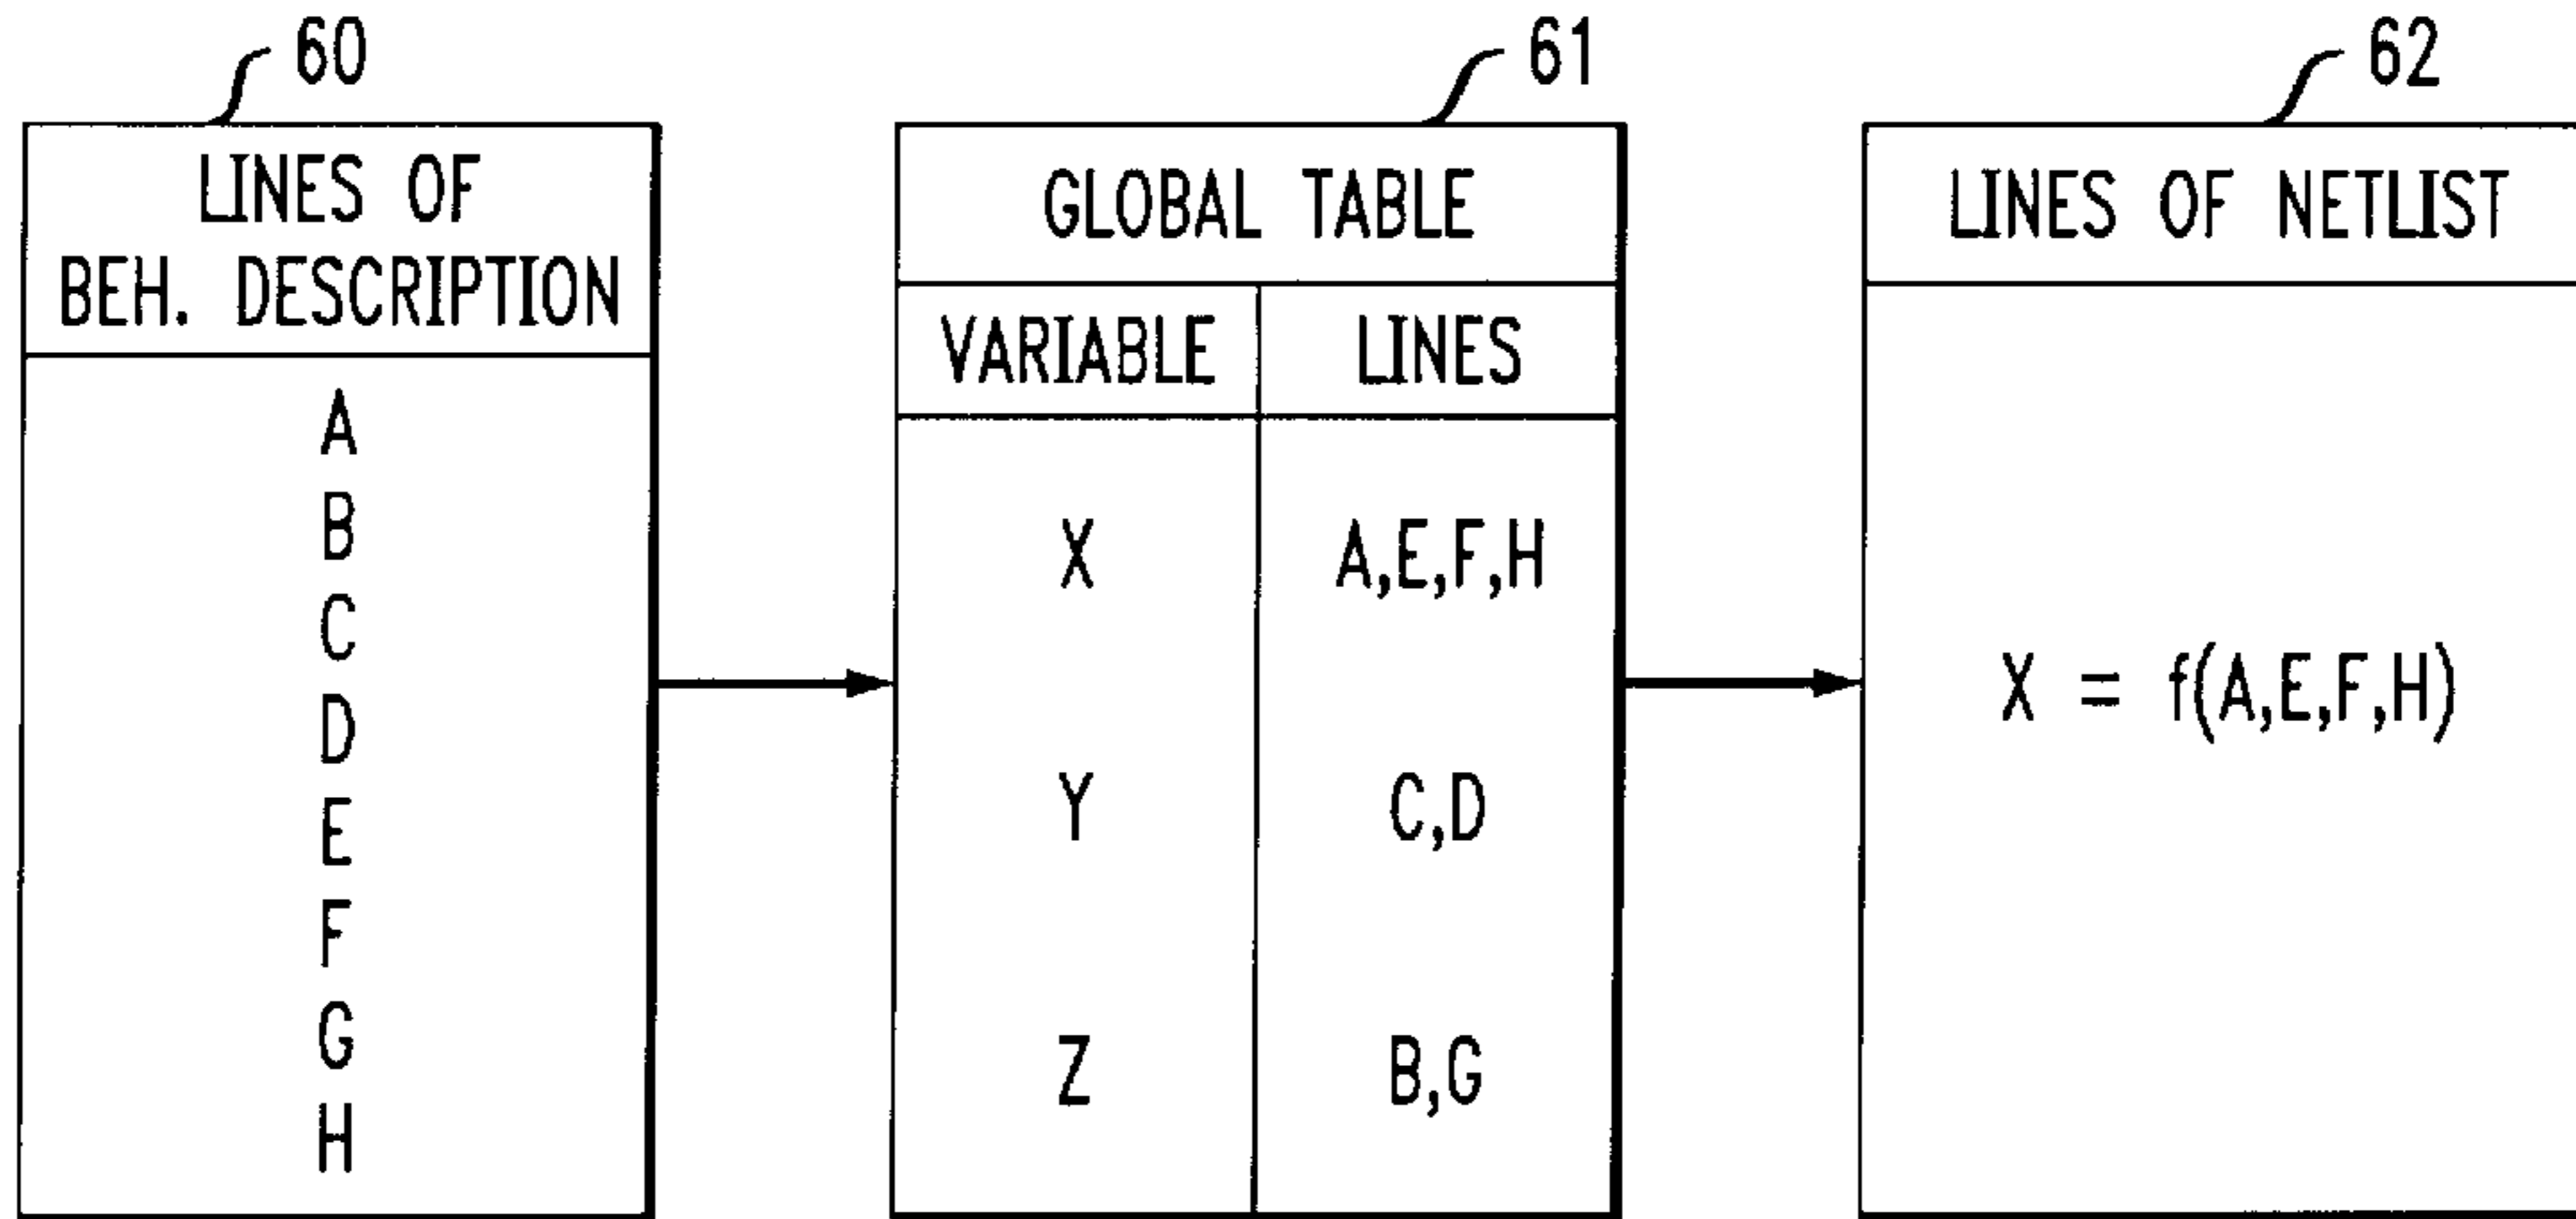 60
LINES OF
BEH. DESCRIPTION
A
B
C
D
E
F
G
H
61
GLOBAL TABLE
VARIABLE LINES
X A,E,F,H
Y C,D
Z B,G
62
LINES OF NETLIST
X = f(A,E,F,H)